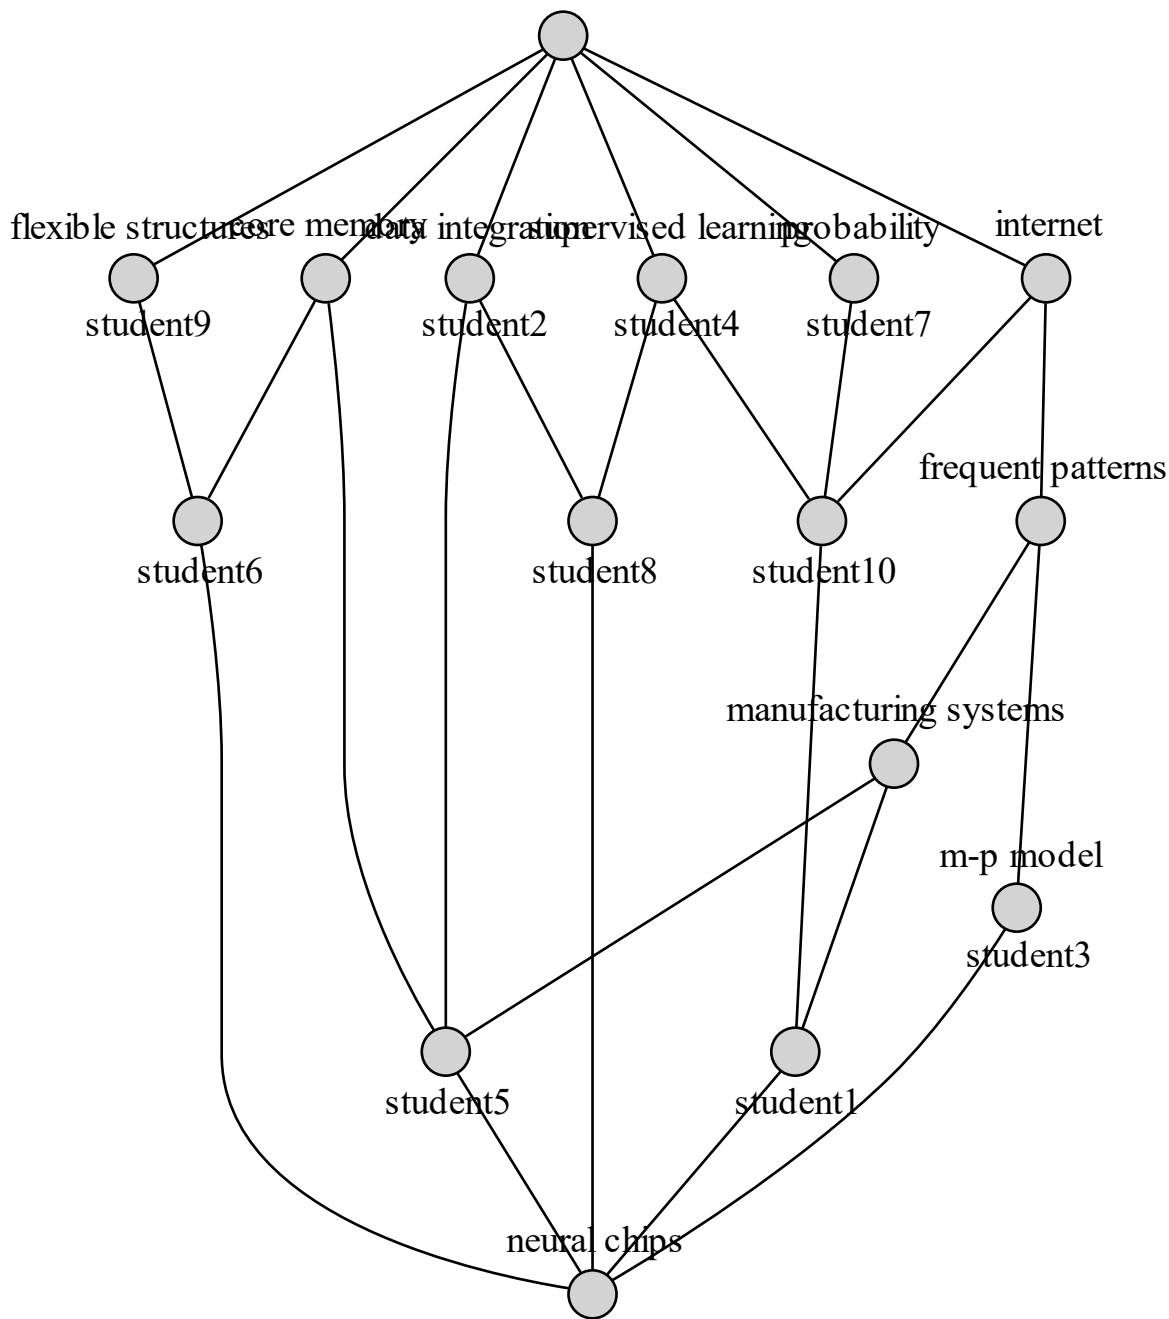 flexible structures
core memory
data integration
supervised learning
probability
internet
student9
student2
student4
student7
frequent patterns
student6
student8
student10
manufacturing systems
m-p model
student3
student5
student1
neural chips